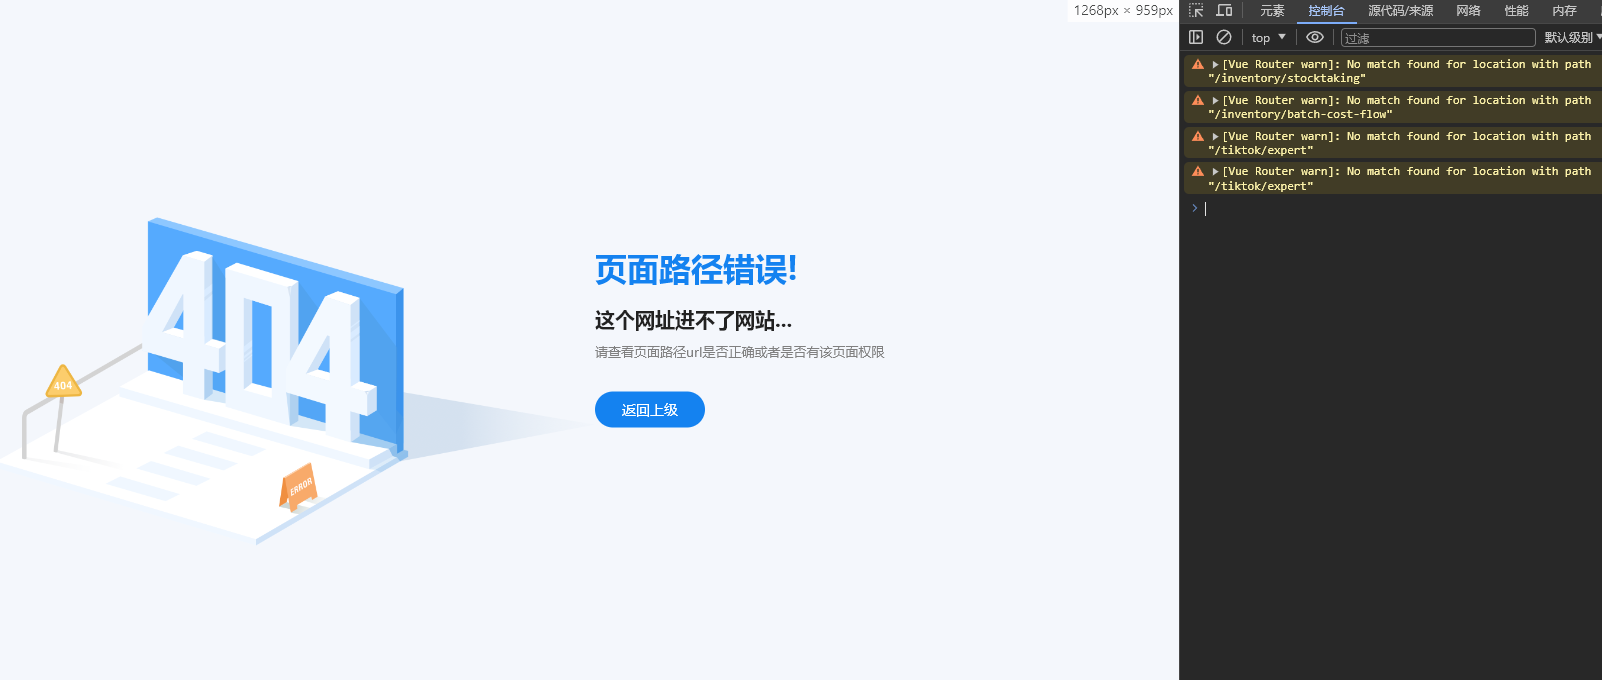 1268px × 959px
404
404
ERROR
页面路径错误!
这个网址进不了网站...
请查看页面路径url是否正确或者是否有该页面权限
返回上级
元素 控制台 源代码/来源 网络 性能 内存
top 过滤 默认级别
[Vue Router warn]: No match found for location with path
"/inventory/stocktaking"
[Vue Router warn]: No match found for location with path
"/inventory/batch-cost-flow"
[Vue Router warn]: No match found for location with path
"/tiktok/expert"
[Vue Router warn]: No match found for location with path
"/tiktok/expert"